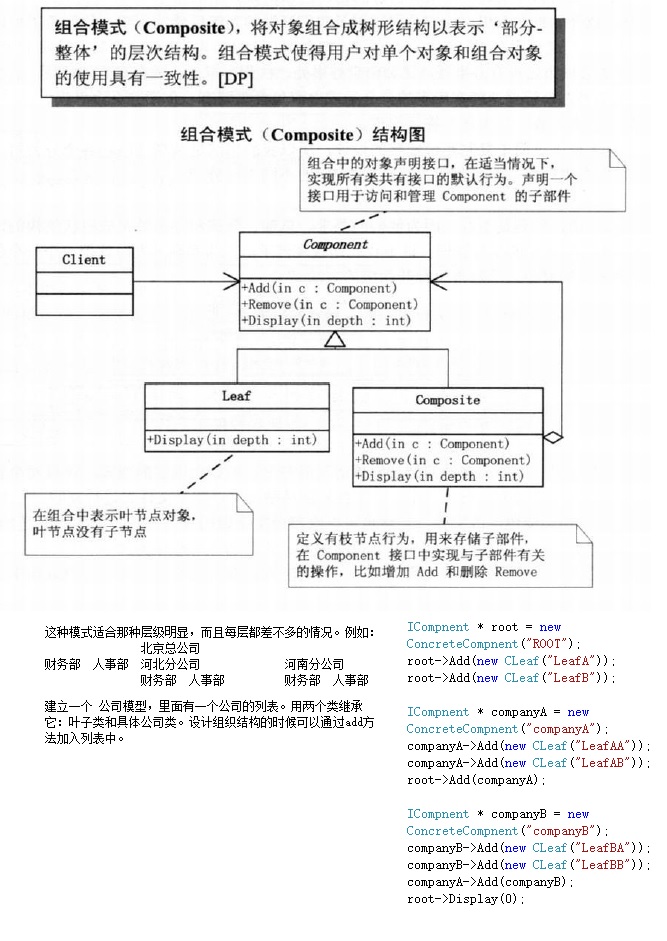 组合模式（Composite），将对象组合成树形结构以表示‘部分-
整体’的层次结构。组合模式使得用户对单个对象和组合对象
的使用具有一致性。[DP]
组合模式（Composite）结构图
组合中的对象声明接口，在适当情况下，
实现所有类共有接口的默认行为。声明一个
接口用于访问和管理 Component 的子部件
Client
Component
+Add(in c : Component)
+Remove(in c : Component)
+Display(in depth : int)
Leaf
+Display(in depth : int)
Composite
+Add(in c : Component)
+Remove(in c : Component)
+Display(in depth : int)
在组合中表示叶节点对象，
叶节点没有子节点
定义有枝节点行为，用来存储子部件，
在 Component 接口中实现与子部件有关
的操作，比如增加 Add 和删除 Remove
这种模式适合那种层级明显，而且每层都差不多的情况。例如：
北京总公司
财务部 人事部 河北分公司 河南分公司
财务部 人事部 财务部 人事部
建立一个 公司模型，里面有一个公司的列表。用两个类继承
它：叶子类和具体公司类。设计组织结构的时候可以通过add方
法加入列表中。
ICompnent * root = new
ConcreteCompnent("ROOT");
root->Add(new CLeaf("LeafA"));
root->Add(new CLeaf("LeafB"));
ICompnent * companyA = new
ConcreteCompnent("companyA");
companyA->Add(new CLeaf("LeafAA"));
companyA->Add(new CLeaf("LeafAB"));
root->Add(companyA);
ICompnent * companyB = new
ConcreteCompnent("companyB");
companyB->Add(new CLeaf("LeafBA"));
companyB->Add(new CLeaf("LeafBB"));
companyA->Add(companyB);
root->Display(0);